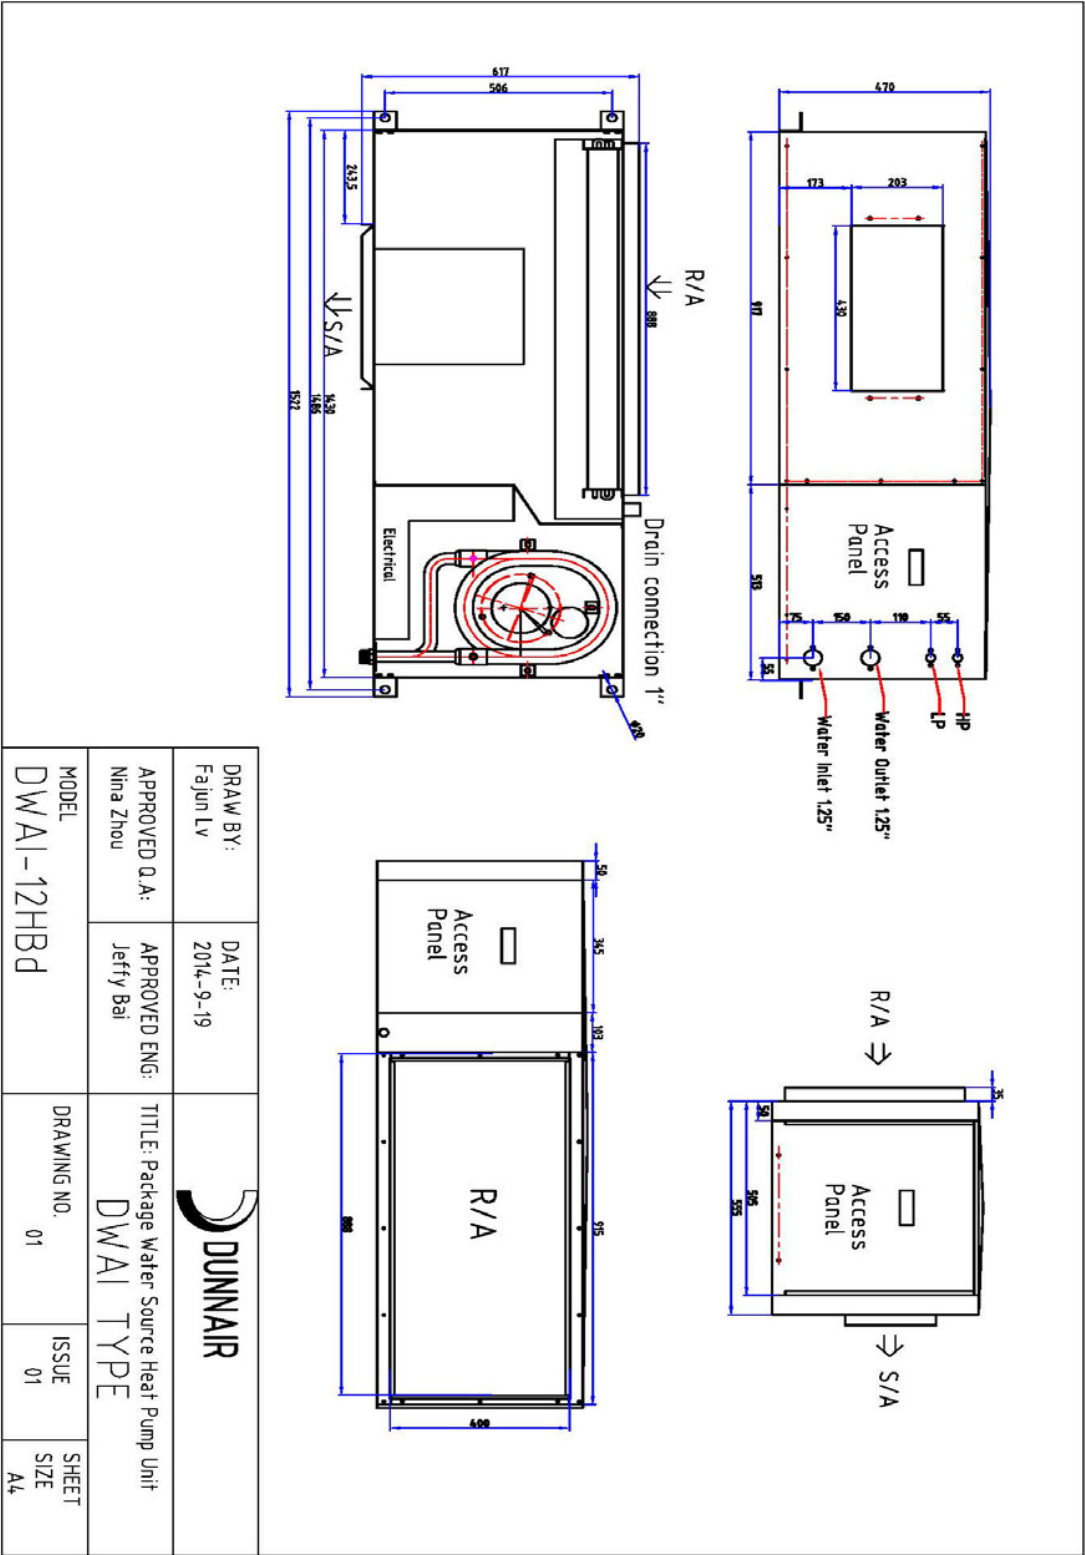 617
506
243,5
R/A
888
S/A
1430
1486
1522
Drain connection 1"
Electrical
Φ20
470
173
203
430
917
513
Access
Panel
75
150
110
55
55
HP
LP
Water Outlet 1.25"
Water Inlet 1.25"
50
345
103
Access
Panel
R/A
915
888
400
R/A
35
50
505
555
Access
Panel
S/A
DRAW BY:
Fajun Lv
DATE:
2014-9-19
DUNNAIR
APPROVED Q.A:
Nina Zhou
APPROVED ENG:
Jeffy Bai
TITLE: Package Water Source Heat Pump Unit
DWAI TYPE
MODEL
DWAI-12HBd
DRAWING NO.
01
ISSUE
01
SHEET
SIZE
A4